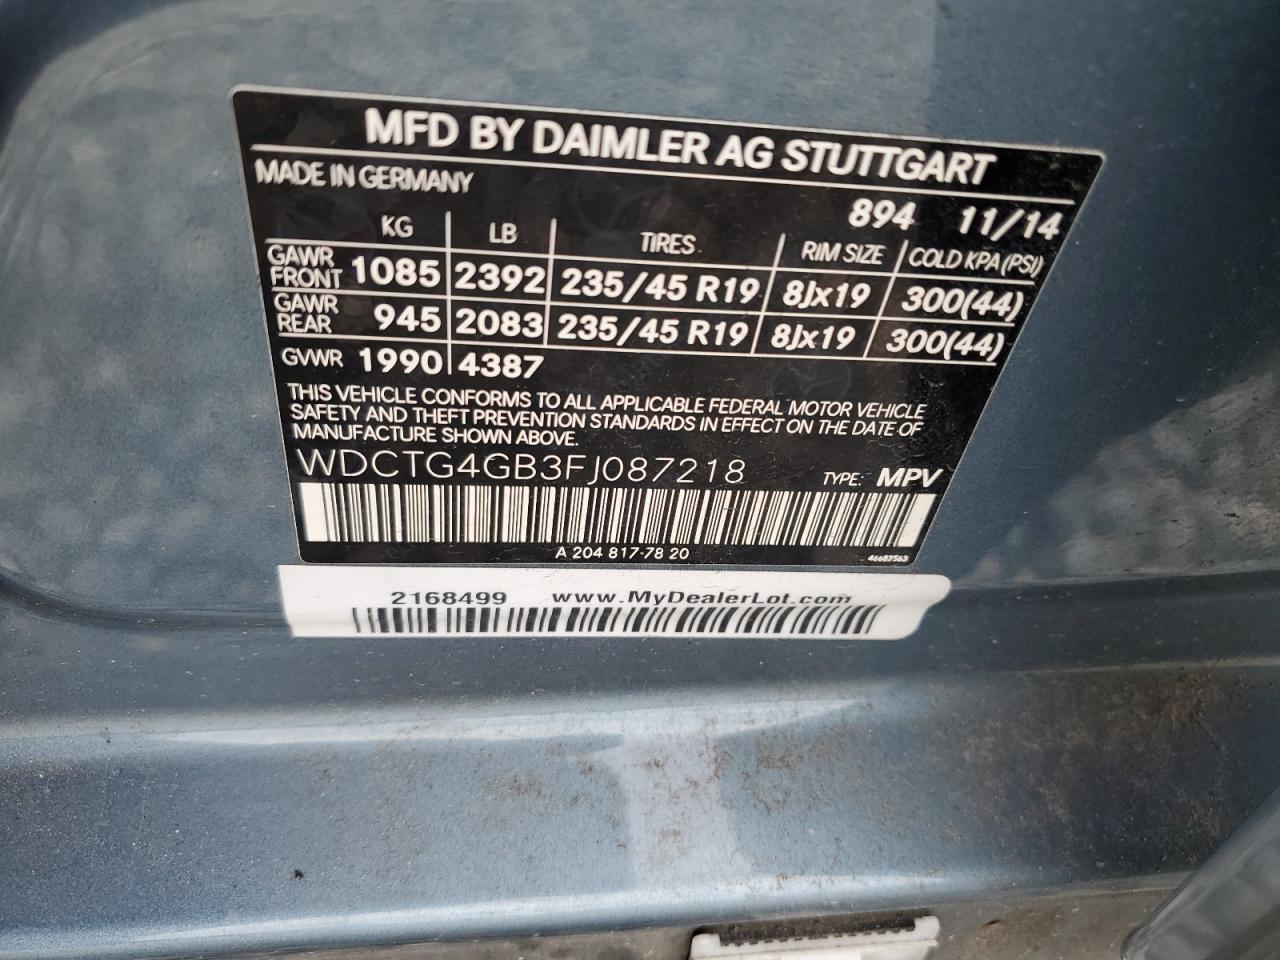 MFD BY DAIMLER AG STUTTGART
MADE IN GERMANY
894 11/14
KG LB TIRES RIM SIZE COLD KPA (PSI)
GAWR FRONT 1085 2392 235/45 R19 8Jx19 300(44)
GAWR REAR 945 2083 235/45 R19 8Jx19 300(44)
GVWR 1990 4387
THIS VEHICLE CONFORMS TO ALL APPLICABLE FEDERAL MOTOR VEHICLE
SAFETY AND THEFT PREVENTION STANDARDS IN EFFECT ON THE DATE OF
MANUFACTURE SHOWN ABOVE.
WDCTG4GB3FJ087218 TYPE: MPV
A 204 817-78 20 46682563
2168499 www.MyDealerLot.com